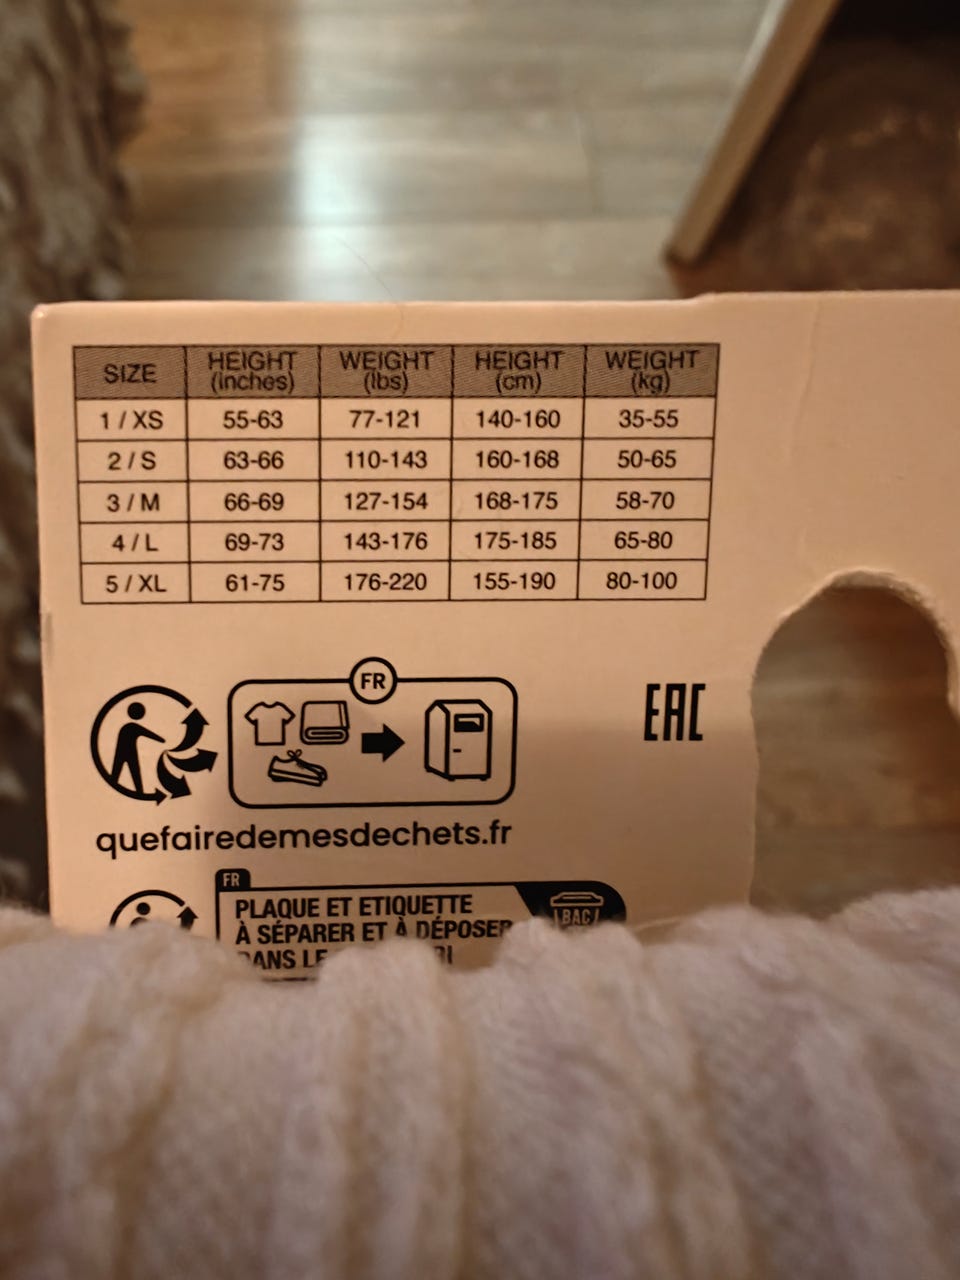 SIZE HEIGHT (inches) WEIGHT (lbs) HEIGHT (cm) WEIGHT (kg)
1 / XS 55-63 77-121 140-160 35-55
2 / S 63-66 110-143 160-168 50-65
3 / M 66-69 127-154 168-175 58-70
4 / L 69-73 143-176 175-185 65-80
5 / XL 61-75 176-220 155-190 80-100
FR
EAC
quefairedemesdechets.fr
FR
PLAQUE ET ETIQUETTE
À SÉPARER ET À DÉPOSER
BAC
DANS LE